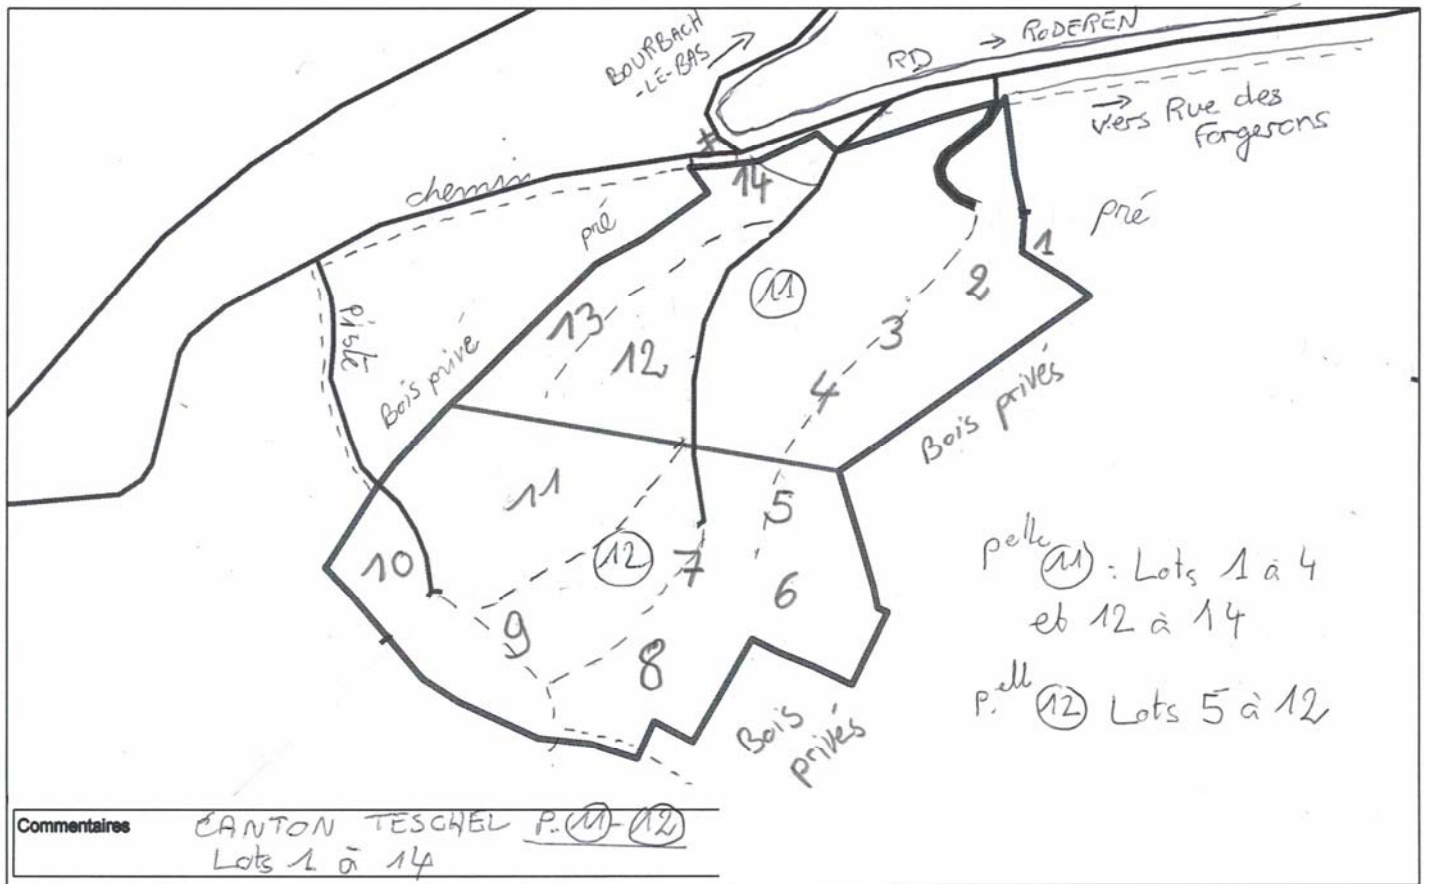 BOURBACH
-LE-BAS
RD → RODEREN
→
vers Rue des
Forgerons
chemin
#
14
pré
pré
1
2
11
13
3
piste
12
Bois privé
4
Bois privés
11
5
10
12
7
6
9
8
pelle 11 : Lots 1 à 4
et 12 à 14
p.elle 12 Lots 5 à 12
Bois
privés
Commentaires
CANTON TESCHEL P. 11-12
Lots 1 à 14